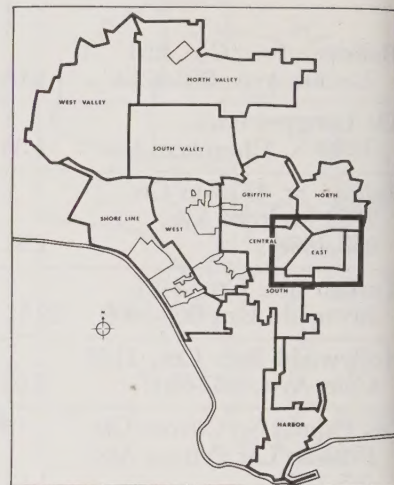 NORTH VALLEY
WEST VALLEY
SOUTH VALLEY
GRIFFITH
NORTH
SHORE LINE
WEST
CENTRAL
EAST
SOUTH
HARBOR